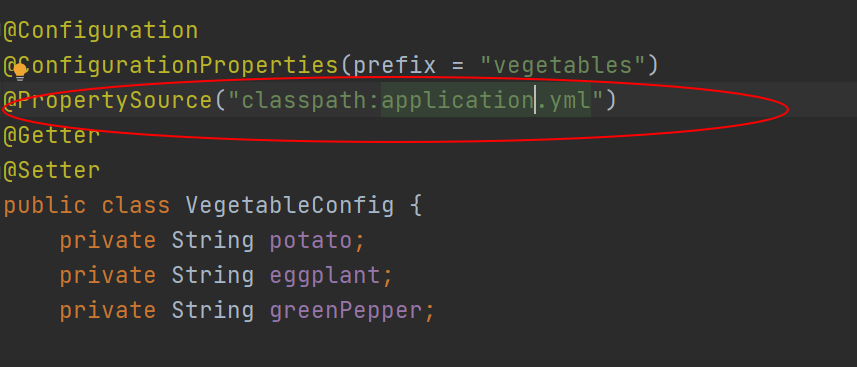 @Configuration
@ConfigurationProperties(prefix = "vegetables")
@PropertySource("classpath:application.yml")
@Getter
@Setter
public class VegetableConfig {
    private String potato;
    private String eggplant;
    private String greenPepper;